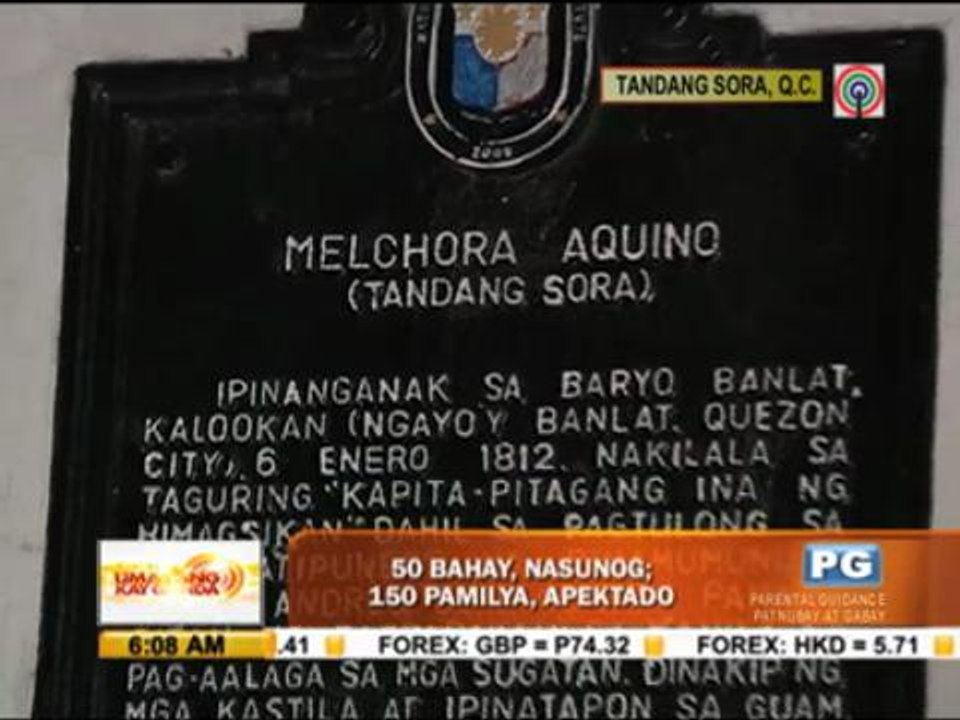 TANDANG SORA, Q.C.
2009
MELCHORA AQUINO
(TANDANG SORA)
IPINANGANAK SA BARYO BANLAT,
KALOOKAN (NGAYO'Y BANLAT, QUEZON
CITY), 6 ENERO 1812. NAKILALA SA
TAGURING "KAPITA-PITAGANG INA NG
HIMAGSIKAN" DAHIL SA PAGTULONG SA
50 BAHAY, NASUNOG;
150 PAMILYA, APEKTADO
PG
PARENTAL GUIDANCE
PATNUBAY AT GABAY
6:08 AM .41 FOREX: GBP = P74.32 FOREX: HKD = 5.71
PAG-AALAGA SA MGA SUGATAN. DINAKIP NG
MGA KASTILA AT IPINATAPON SA GUAM